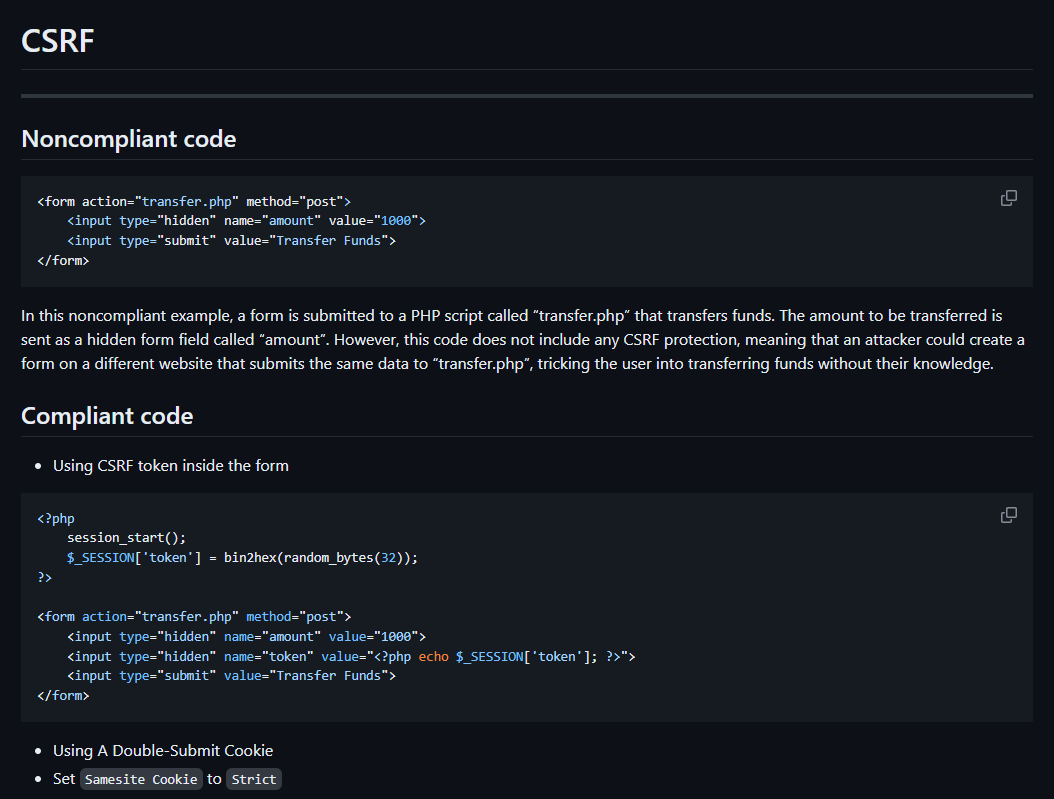 CSRF
Noncompliant code
<form action="transfer.php" method="post">
    <input type="hidden" name="amount" value="1000">
    <input type="submit" value="Transfer Funds">
</form>
In this noncompliant example, a form is submitted to a PHP script called “transfer.php” that transfers funds. The amount to be transferred is
sent as a hidden form field called “amount”. However, this code does not include any CSRF protection, meaning that an attacker could create a
form on a different website that submits the same data to “transfer.php”, tricking the user into transferring funds without their knowledge.
Compliant code
• Using CSRF token inside the form
<?php
    session_start();
    $_SESSION['token'] = bin2hex(random_bytes(32));
?>
<form action="transfer.php" method="post">
    <input type="hidden" name="amount" value="1000">
    <input type="hidden" name="token" value="<?php echo $_SESSION['token']; ?>">
    <input type="submit" value="Transfer Funds">
</form>
• Using A Double-Submit Cookie
• Set Samesite Cookie to Strict